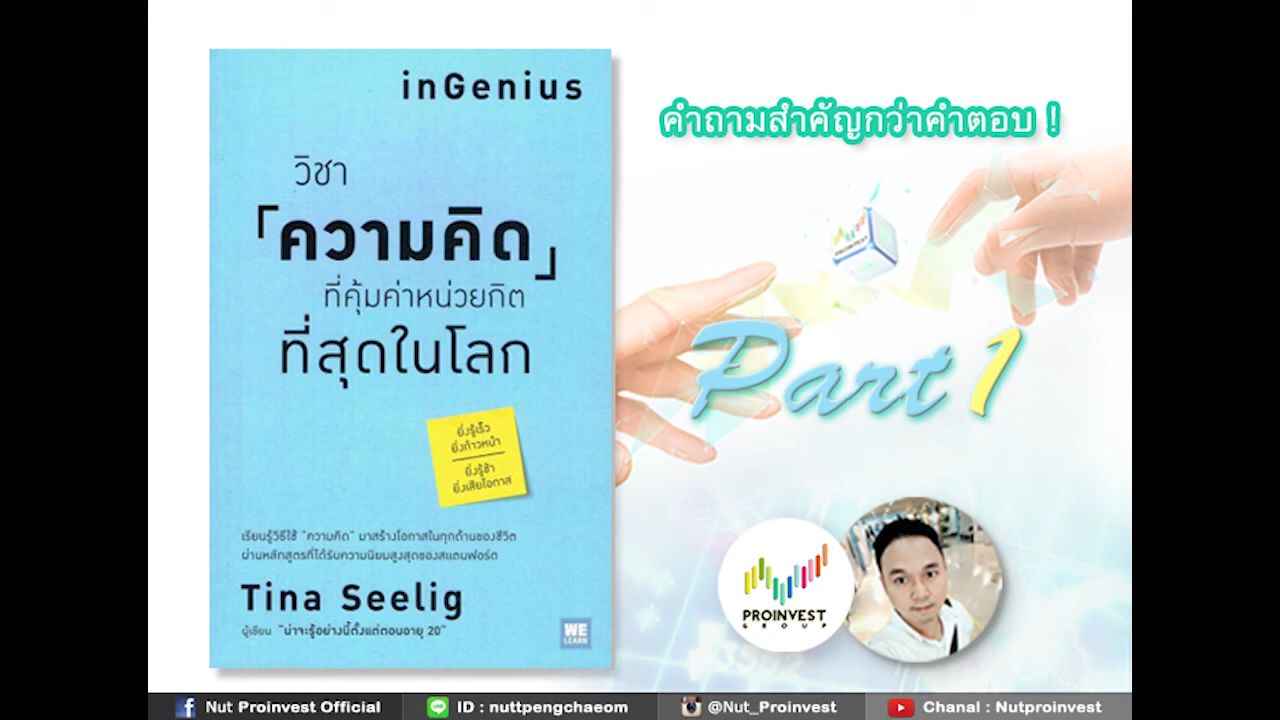 inGenius
วิชา
「ความคิด」
ที่คุ้มค่าหน่วยกิต
ที่สุดในโลก
ยิ่งรู้เร็ว
ยิ่งก้าวหน้า
ยิ่งรู้ช้า
ยิ่งเสียโอกาส
เรียนรู้วิธีใช้ "ความคิด" มาสร้างโอกาสในทุกด้านของชีวิต
ผ่านหลักสูตรที่ได้รับความนิยมสูงสุดของสแตนฟอร์ด
Tina Seelig
ผู้เขียน "น่าจะรู้อย่างนี้ตั้งแต่ตอนอายุ 20"
WE
LEARN
คำถามสำคัญกว่าคำตอบ !
Part 1
PROINVEST
GROUP
Nut Proinvest Official
ID : nuttpengchaeom
@Nut_Proinvest
Chanal : Nutproinvest